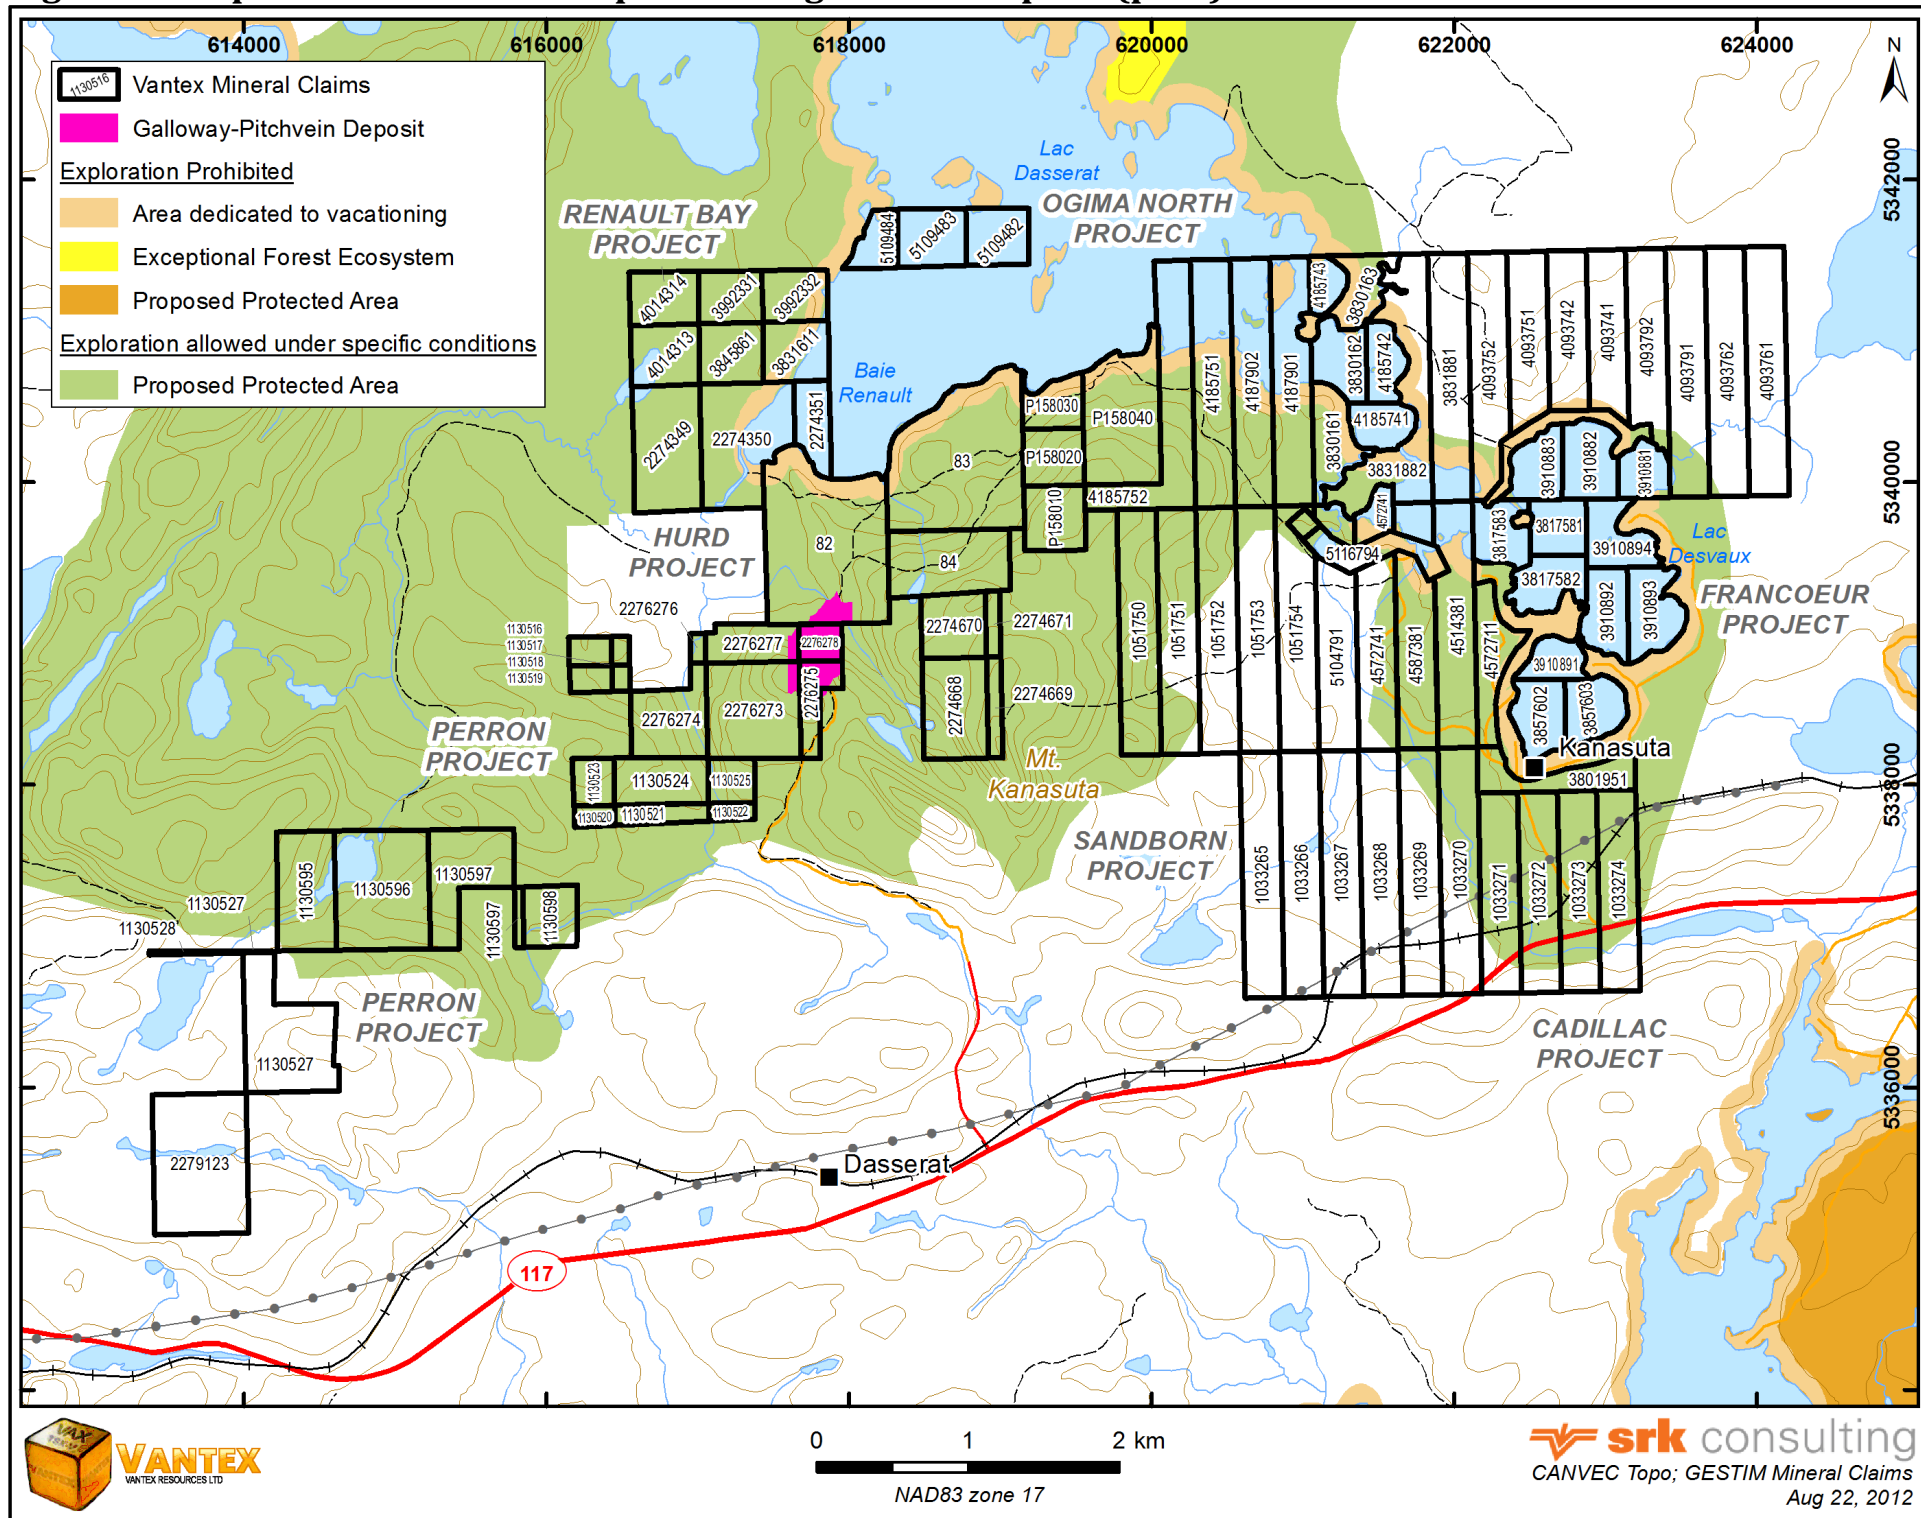 614000
616000
618000
620000
622000
624000
N
1130516
Vantex Mineral Claims
Galloway-Pitchvein Deposit
Exploration Prohibited
Area dedicated to vacationing
Exceptional Forest Ecosystem
Proposed Protected Area
Exploration allowed under specific conditions
Proposed Protected Area
5342000
5340000
5338000
5336000
Lac
Dasserat
RENAULT BAY
PROJECT
OGIMA NORTH
PROJECT
5109484
5109483
5109482
4014314
3992331
3992332
4014313
3845861
3831611
2274349
2274350
2274351
Baie
Renault
P158030
P158040
P158020
P158010
4185752
83
82
84
4185751
4187902
4187901
4185743
3830163
3830162
4185742
4185741
3830161
3831882
3831881
4093752
4093751
4093742
4093741
4093792
4093791
4093762
4093761
3910883
3910882
3910881
4572741
3817583
3817581
3910894
Lac
Desvaux
5116794
3817582
3910892
3910893
FRANCOEUR
PROJECT
HURD
PROJECT
2276276
1130516
1130517
1130518
1130519
2276277
2276278
2276275
2276274
2276273
2274670
2274671
2274668
2274669
1051750
1051751
1051752
1051753
1051754
5104791
4572741
4587381
4514381
4572711
3910891
3857602
3857603
Kanasuta
3801951
PERRON
PROJECT
1130523
1130524
1130525
1130520
1130521
1130522
Mt.
Kanasuta
SANDBORN
PROJECT
1033265
1033266
1033267
1033268
1033269
1033270
1033271
1033272
1033273
1033274
1130595
1130596
1130597
1130597
1130598
1130527
1130528
PERRON
PROJECT
1130527
2279123
CADILLAC
PROJECT
Dasserat
117
VAX
VANTEX
VANTEX
VANTEX RESOURCES LTD
0 1 2 km
NAD83 zone 17
srk consulting
CANVEC Topo; GESTIM Mineral Claims
Aug 22, 2012